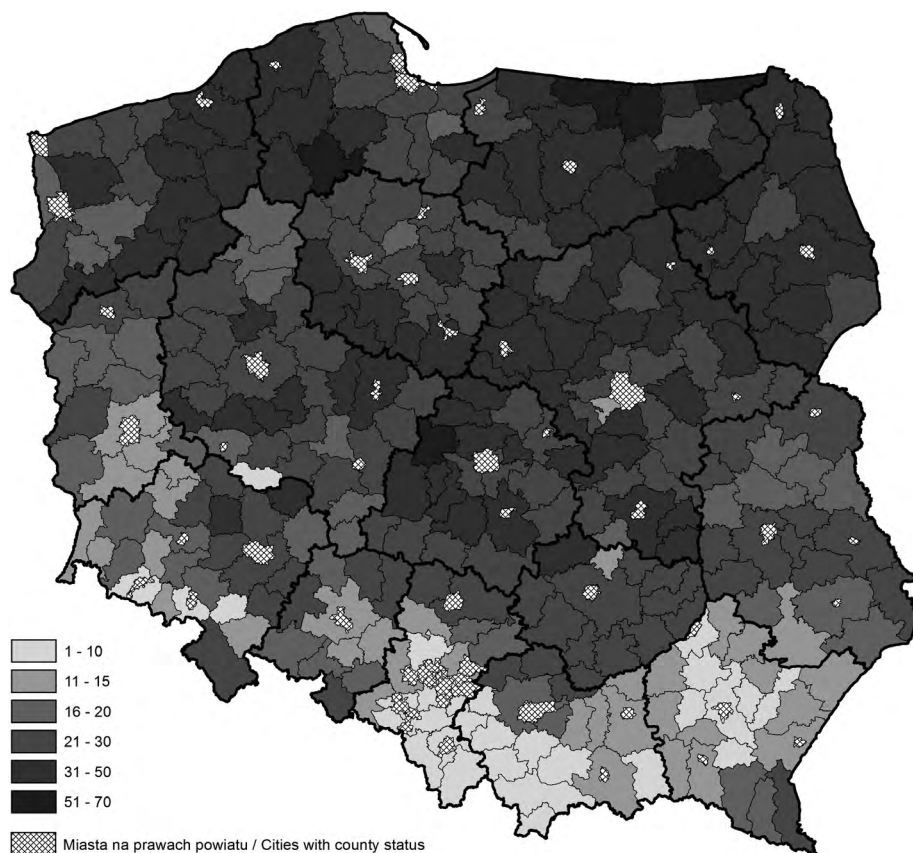 1 - 10
11 - 15
16 - 20
21 - 30
31 - 50
51 - 70
Miasta na prawach powiatu / Cities with county status